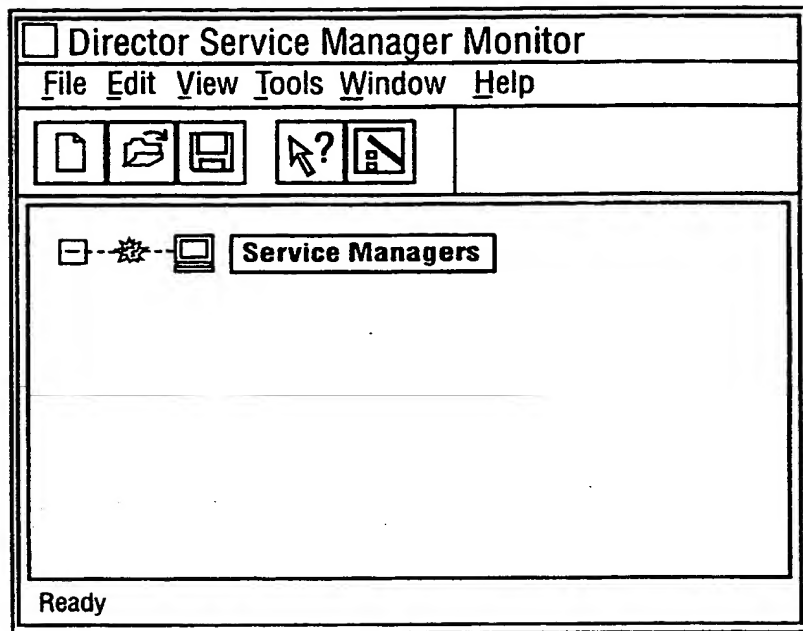 Director Service Manager Monitor
File Edit View Tools Window Help
?
Service Managers
Ready